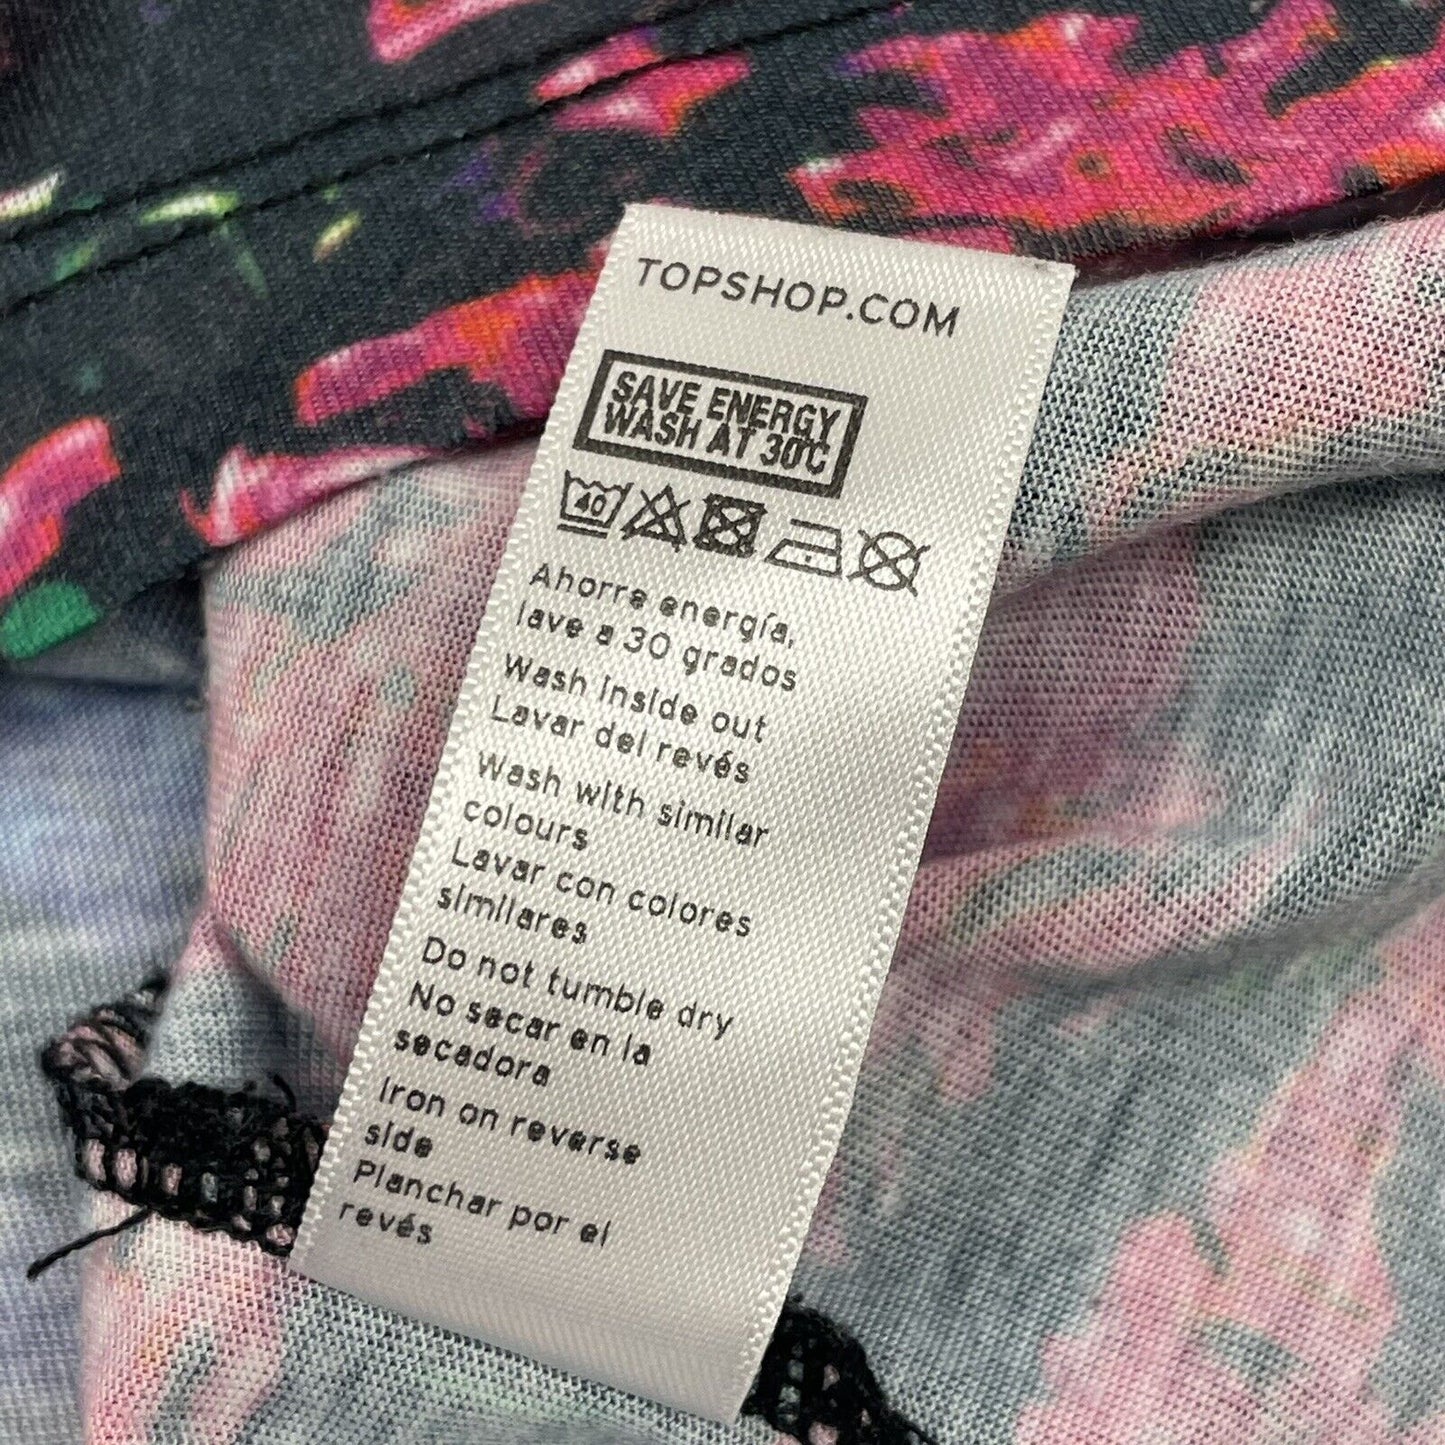 TOPSHOP.COM
SAVE ENERGY
WASH AT 30°C
40
Ahorre energía,
lave a 30 grados
Wash inside out
Lavar del revés
Wash with similar
colours
Lavar con colores
similares
Do not tumble dry
No secar en la
secadora
Iron on reverse
side
Planchar por el
revés